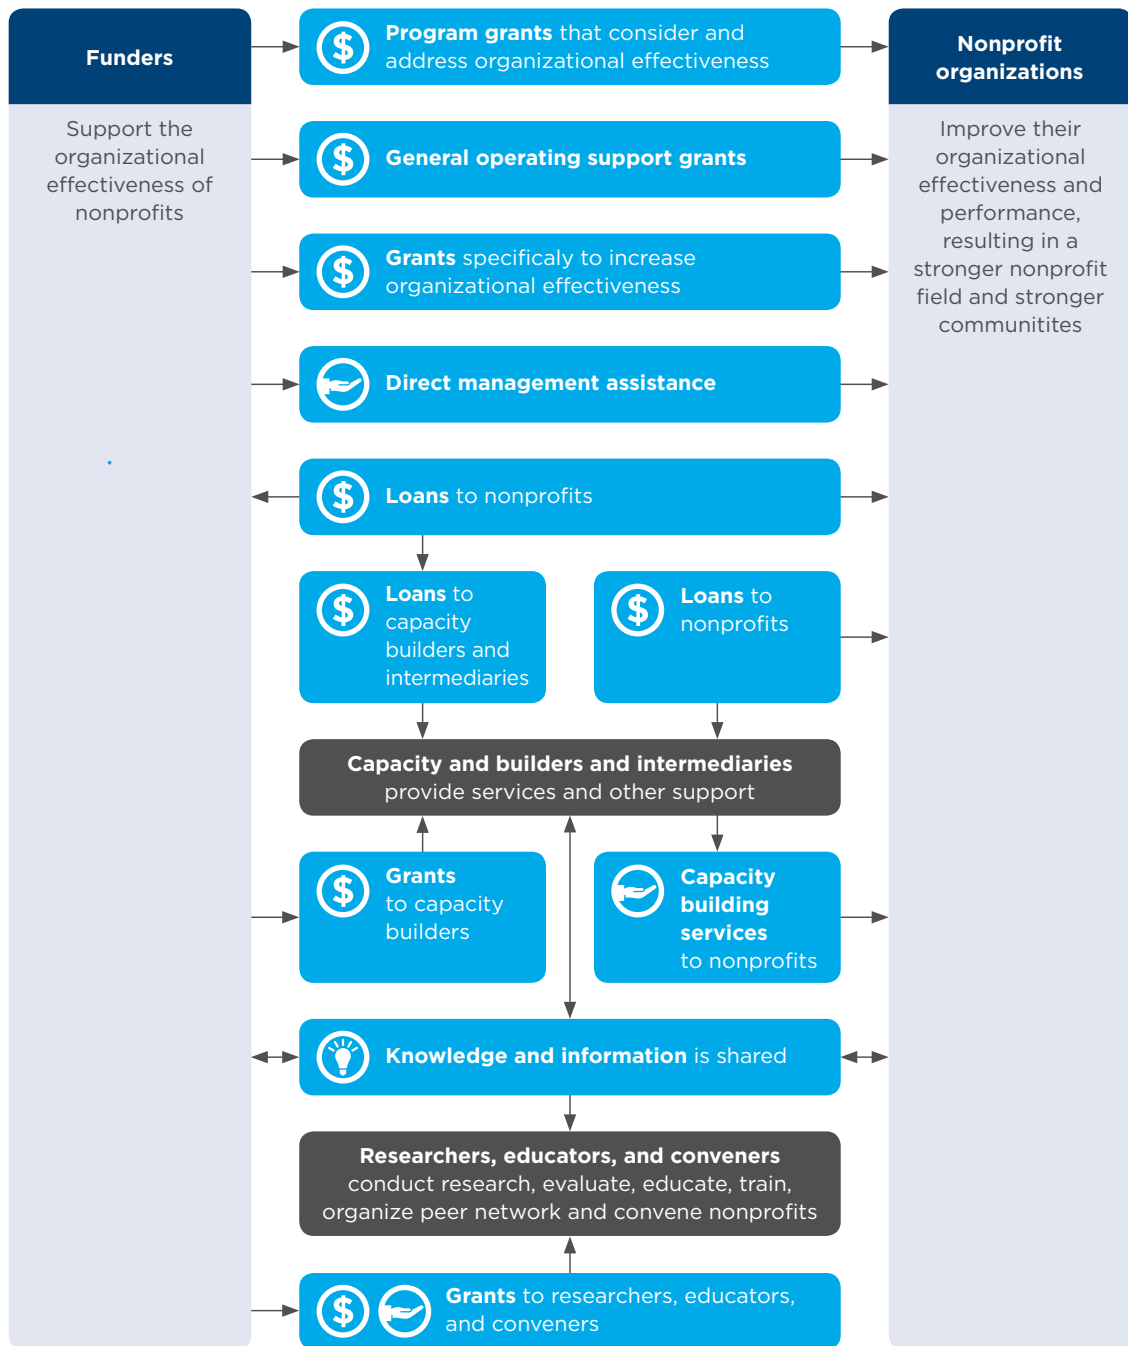 Funders
Support the
organizational
effectiveness of
nonprofits
Program grants that consider and
address organizational effectiveness
General operating support grants
Grants specificaly to increase
organizational effectiveness
Direct management assistance
Loans to nonprofits
Loans to
capacity
builders and
intermediaries
Loans to
nonprofits
Capacity and builders and intermediaries
provide services and other support
Grants
to capacity
builders
Capacity
building
services
to nonprofits
Knowledge and information is shared
Researchers, educators, and conveners
conduct research, evaluate, educate, train,
organize peer network and convene nonprofits
Grants to researchers, educators,
and conveners
Nonprofit
organizations
Improve their
organizational
effectiveness and
performance,
resulting in a
stronger nonprofit
field and stronger
communitites